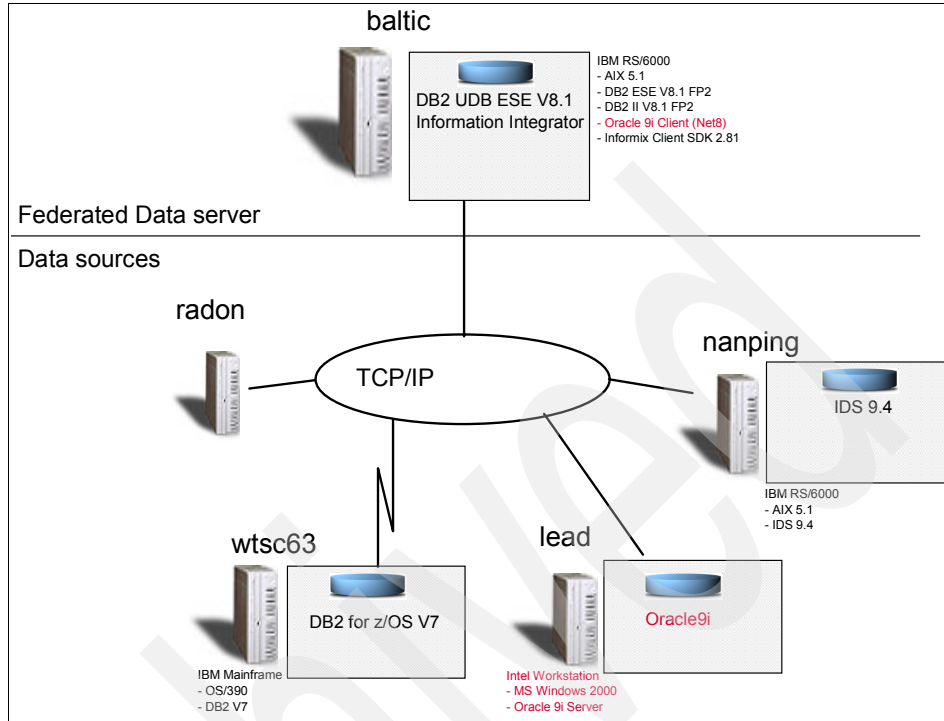 baltic
DB2 UDB ESE V8.1
Information Integrator
IBM RS/6000
- AIX 5.1
- DB2 ESE V8.1 FP2
- DB2 II V8.1 FP2
- Oracle 9i Client (Net8)
- Informix Client SDK 2.81
Federated Data server
Data sources
radon
TCP/IP
nanping
IDS 9.4
IBM RS/6000
- AIX 5.1
- IDS 9.4
wtsc63
DB2 for z/OS V7
IBM Mainframe
- OS/390
- DB2 V7
lead
Oracle9i
Intel Workstation
- MS Windows 2000
- Oracle 9i Server